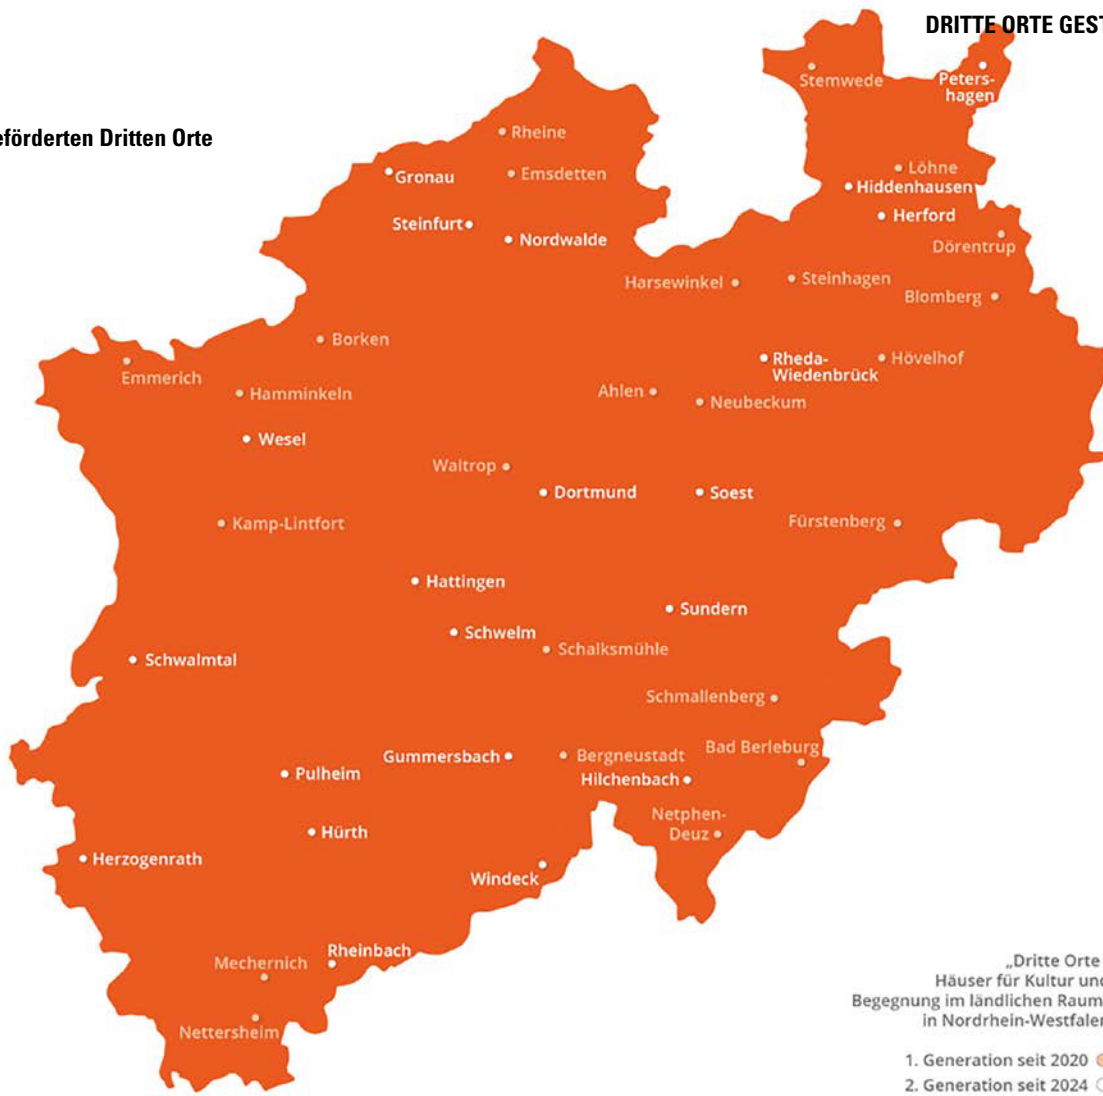 DRITTE ORTE
Dritten Orte
Stemwede
Peters-
hagen
Rheine
Gronau
Emsdetten
Löhne
Hiddenhausen
Steinfurt
Herford
Nordwalde
Dörentrup
Harsewinkel
Steinhagen
Blomberg
Borken
Emmerich
Rheda-
Wiedenbrück
Hövelhof
Hamminkeln
Ahlen
Neubeckum
Wesel
Waltrop
Dortmund
Soest
Kamp-Lintfort
Fürstenberg
Hattingen
Sundern
Schwelm
Schalksmühle
Schwalmtal
Schmallenberg
Gummersbach
Bergneustadt
Bad Berleburg
Pulheim
Hilchenbach
Netphen-
Deuz
Hürth
Herzogenrath
Windeck
Rheinbach
Mechernich
Nettersheim
„Dritte Orte
Häuser für Kultur und
Begegnung im ländlichen Raum
in Nordrhein-Westfalen
1. Generation seit 2020
2. Generation seit 2024